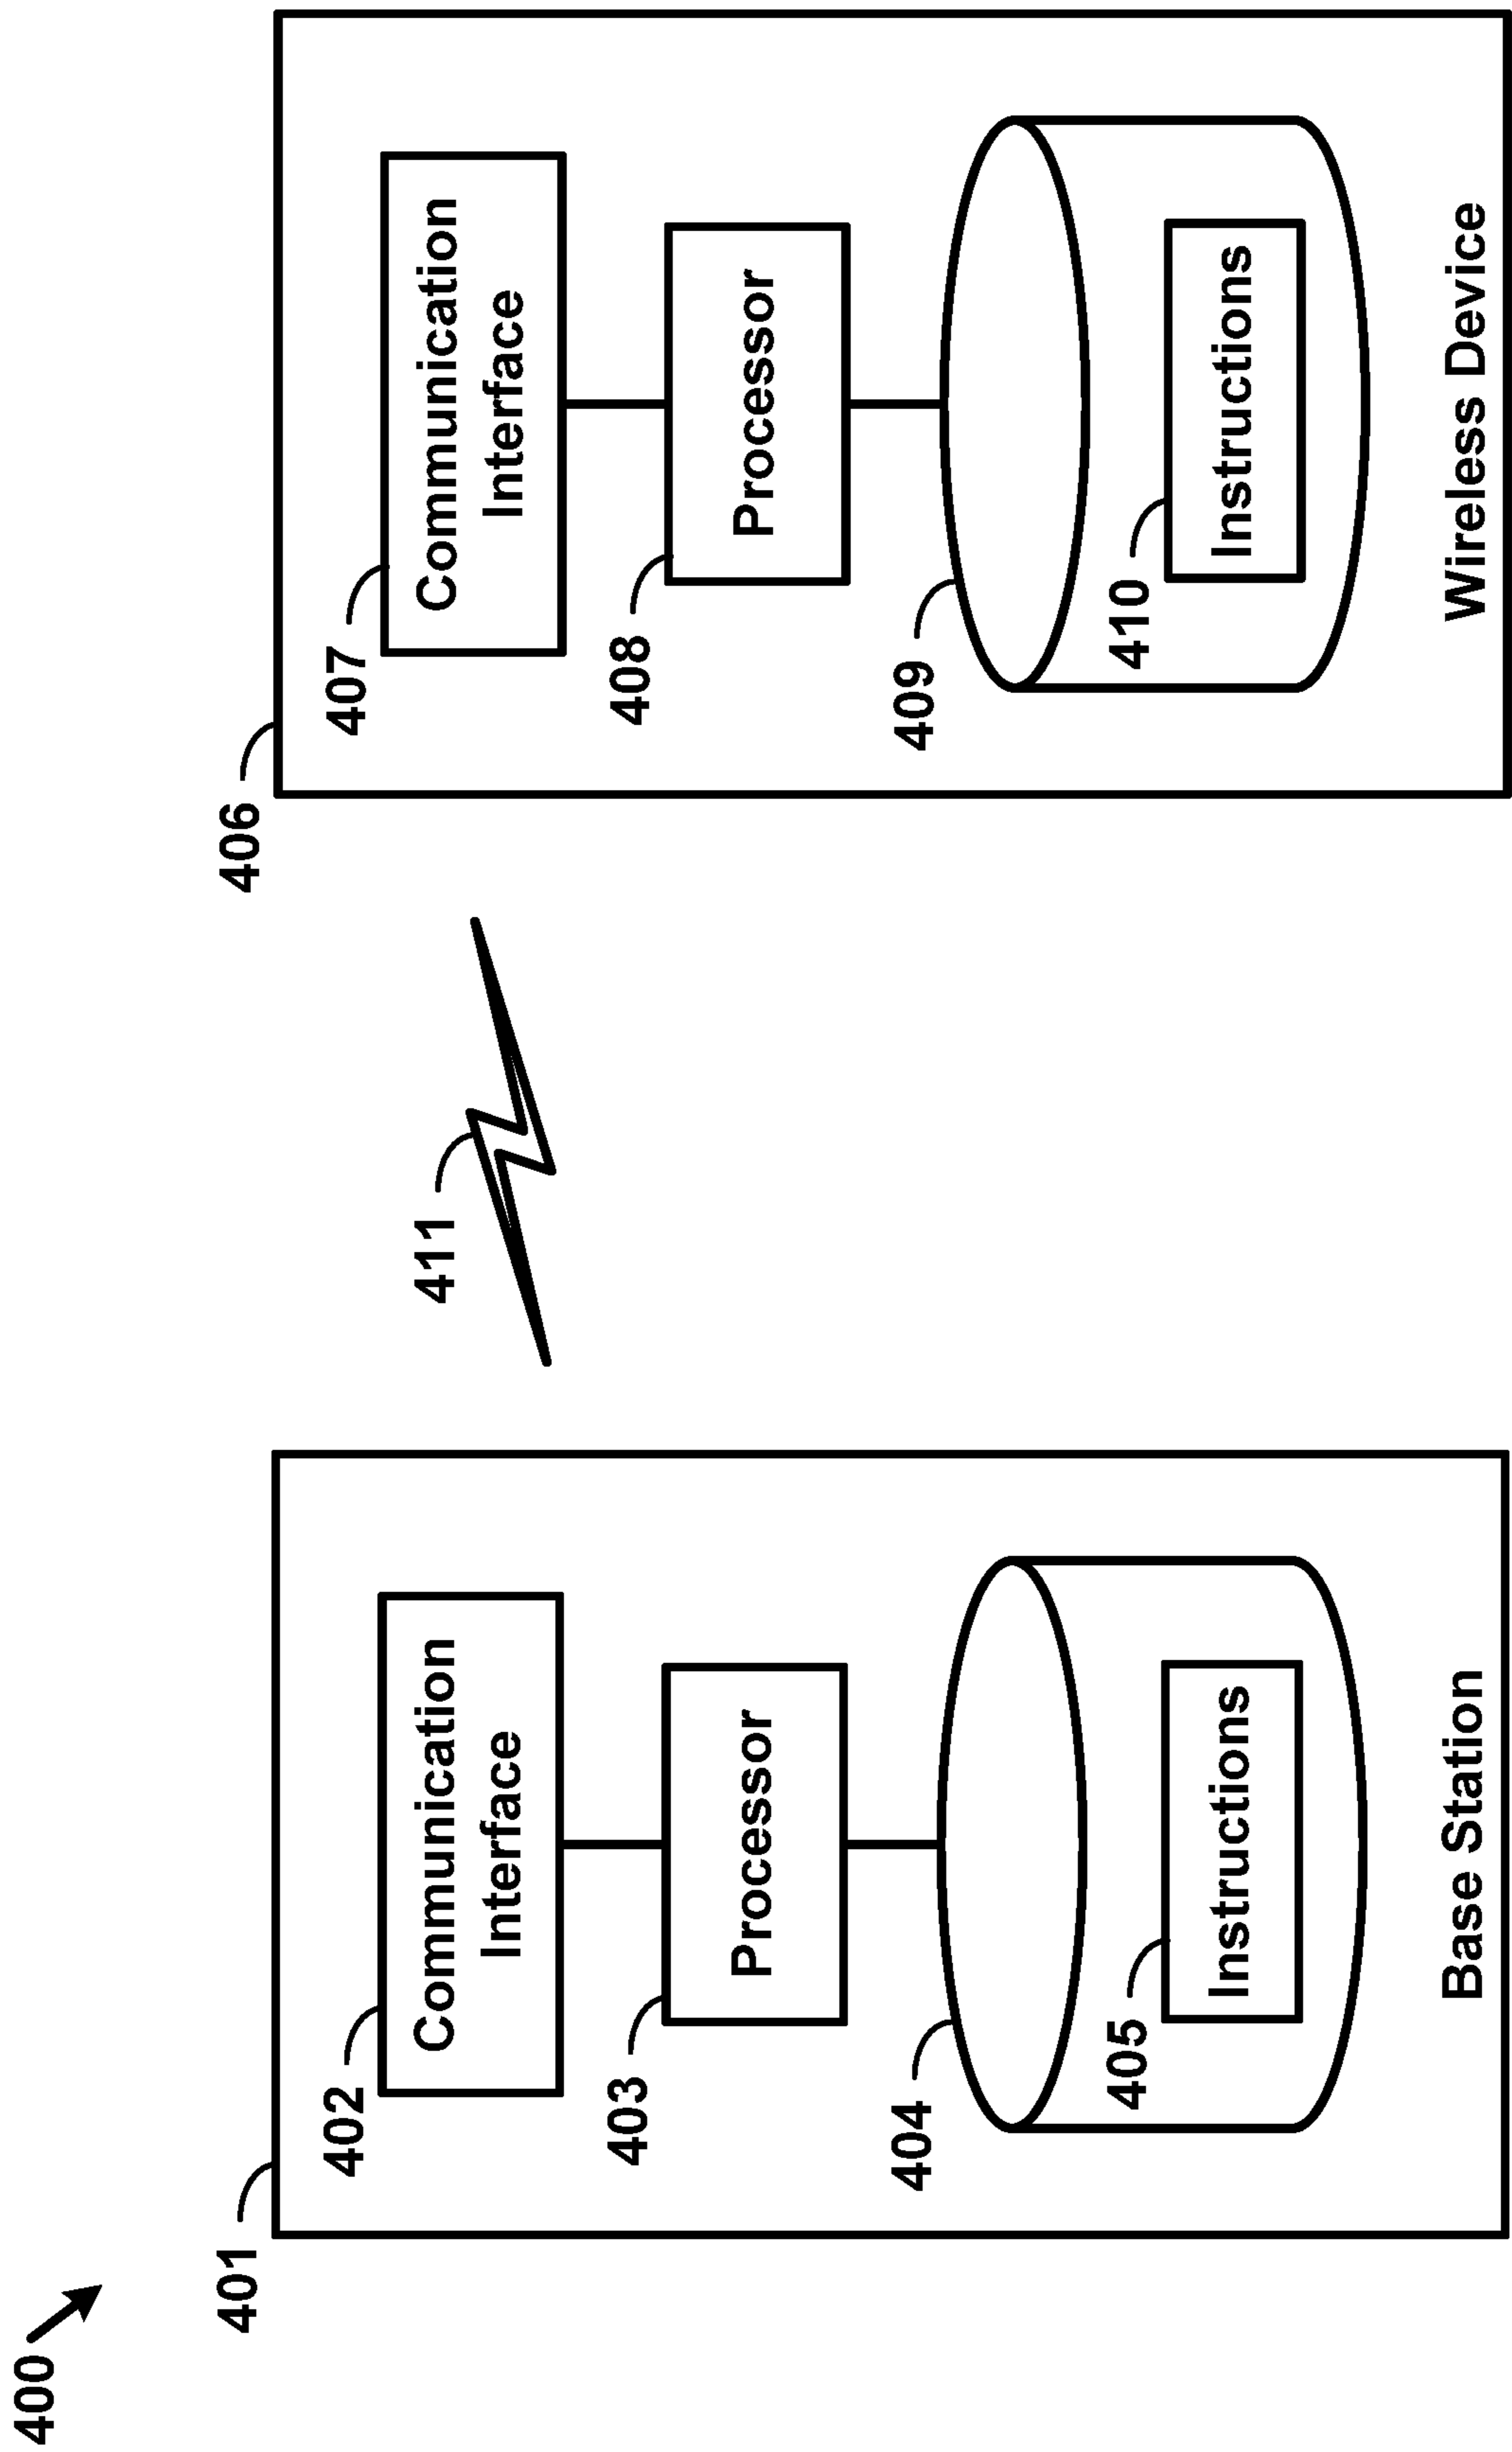 400
401
402
Communication
Interface
403
Processor
404
405
Instructions
Base Station
411
406
407
Communication
Interface
408
Processor
409
410
Instructions
Wireless Device